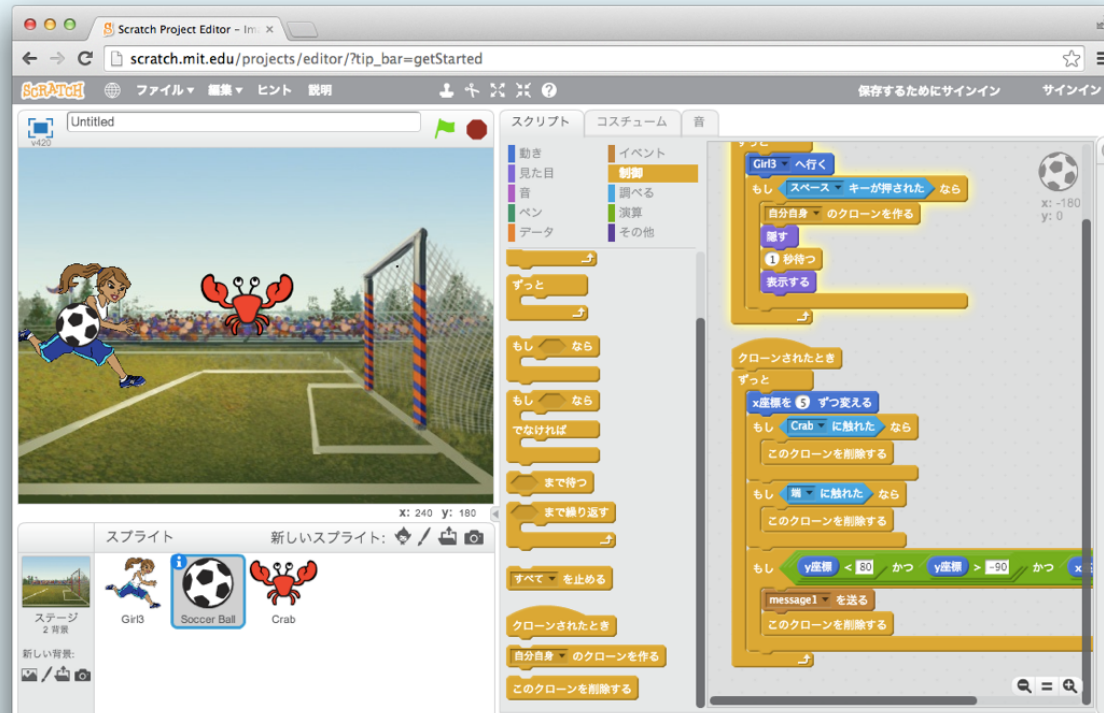 Scratch Project Editor – Im
scratch.mit.edu/projects/editor/?tip_bar=getStarted
SCRATCH ファイル▼ 編集▼ ヒント 説明 保存するためにサインイン サインイン
Untitled
v420
x: 240 y: 180
スプライト 新しいスプライト:
ステージ
2 背景
新しい背景:
Girl3
Soccer Ball
Crab
スクリプト コスチューム 音
動き イベント
見た目 制御
音 調べる
ペン 演算
データ その他
ずっと
もし なら
もし なら
でなければ
まで待つ
まで繰り返す
すべて▼ を止める
クローンされたとき
自分自身▼ のクローンを作る
このクローンを削除する
x: -180
y: 0
ずっと
Girl3▼ へ行く
もし スペース▼ キーが押された なら
自分自身▼ のクローンを作る
隠す
1 秒待つ
表示する
クローンされたとき
ずっと
x座標を 5 ずつ変える
もし Crab▼ に触れた なら
このクローンを削除する
もし 端▼ に触れた なら
このクローンを削除する
もし y座標 < 80 かつ y座標 > -90 かつ x
message1▼ を送る
このクローンを削除する